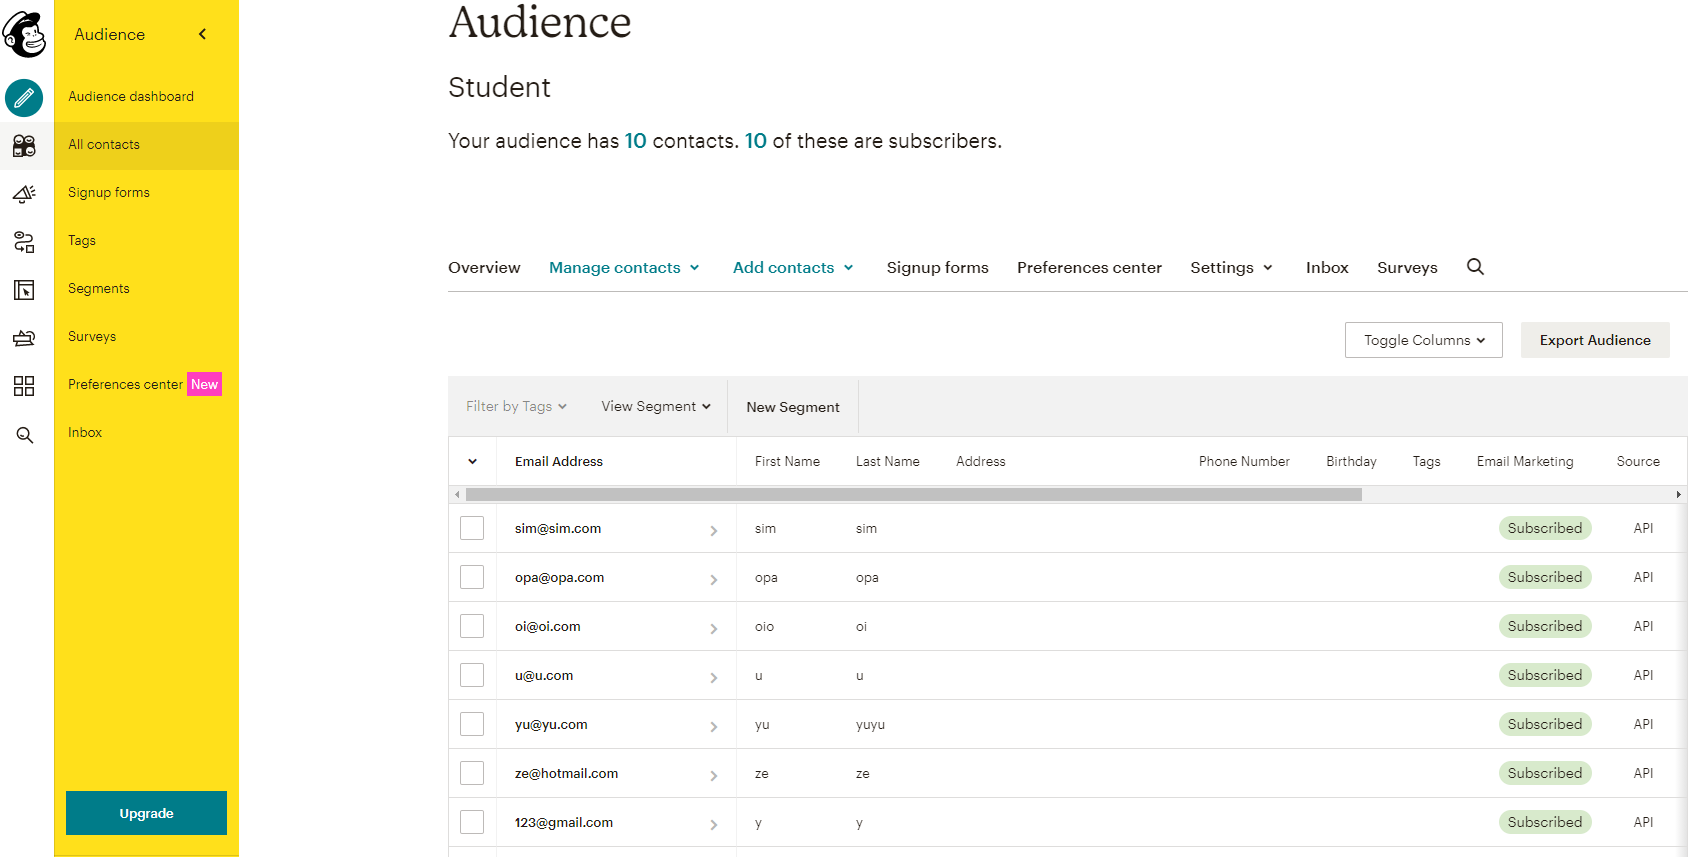 Audience
Audience dashboard
All contacts
Signup forms
Tags
Segments
Surveys
Preferences center New
Inbox
Upgrade
Audience
Student
Your audience has 10 contacts. 10 of these are subscribers.
Overview Manage contacts Add contacts Signup forms Preferences center Settings Inbox Surveys
Toggle Columns Export Audience
Filter by Tags View Segment New Segment
Email Address First Name Last Name Address Phone Number Birthday Tags Email Marketing Source
sim@sim.com sim sim Subscribed API
opa@opa.com opa opa Subscribed API
oi@oi.com oio oi Subscribed API
u@u.com u u Subscribed API
yu@yu.com yu yuyu Subscribed API
ze@hotmail.com ze ze Subscribed API
123@gmail.com y y Subscribed API